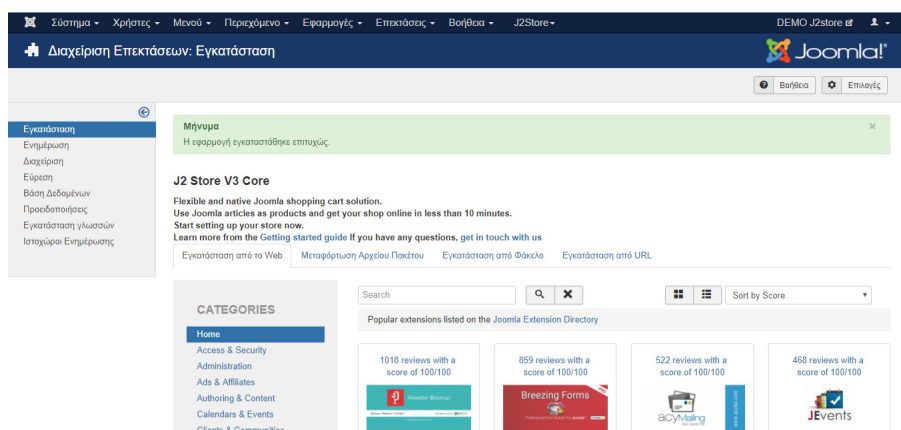 Σύστημα Χρήστες Μενού Περιεχόμενο Εφαρμογές Επεκτάσεις Βοήθεια J2Store DEMO J2store
Διαχείριση Επεκτάσεων: Εγκατάσταση Joomla!®
Βοήθεια Επιλογές
Εγκατάσταση
Ενημέρωση
Διαχείριση
Εύρεση
Βάση Δεδομένων
Προειδοποιήσεις
Εγκατάσταση γλωσσών
Ιστοχώροι Ενημέρωσης
Μήνυμα
Η εφαρμογή εγκαταστάθηκε επιτυχώς.
J2 Store V3 Core
Flexible and native Joomla shopping cart solution.
Use Joomla articles as products and get your shop online in less than 10 minutes.
Start setting up your store now.
Learn more from the Getting started guide If you have any questions, get in touch with us
Εγκατάσταση από το Web Μεταφόρτωση Αρχείου Πακέτου Εγκατάσταση από Φάκελο Εγκατάσταση από URL
Search Sort by Score
Popular extensions listed on the Joomla Extension Directory
CATEGORIES
Home
Access & Security
Administration
Ads & Affiliates
Authoring & Content
Calendars & Events
Clients & Communities
1018 reviews with a
score of 100/100
Akeeba Backup
859 reviews with a
score of 100/100
Breezing Forms
522 reviews with a
score of 100/100
acyMailing
468 reviews with a
score of 100/100
JEvents